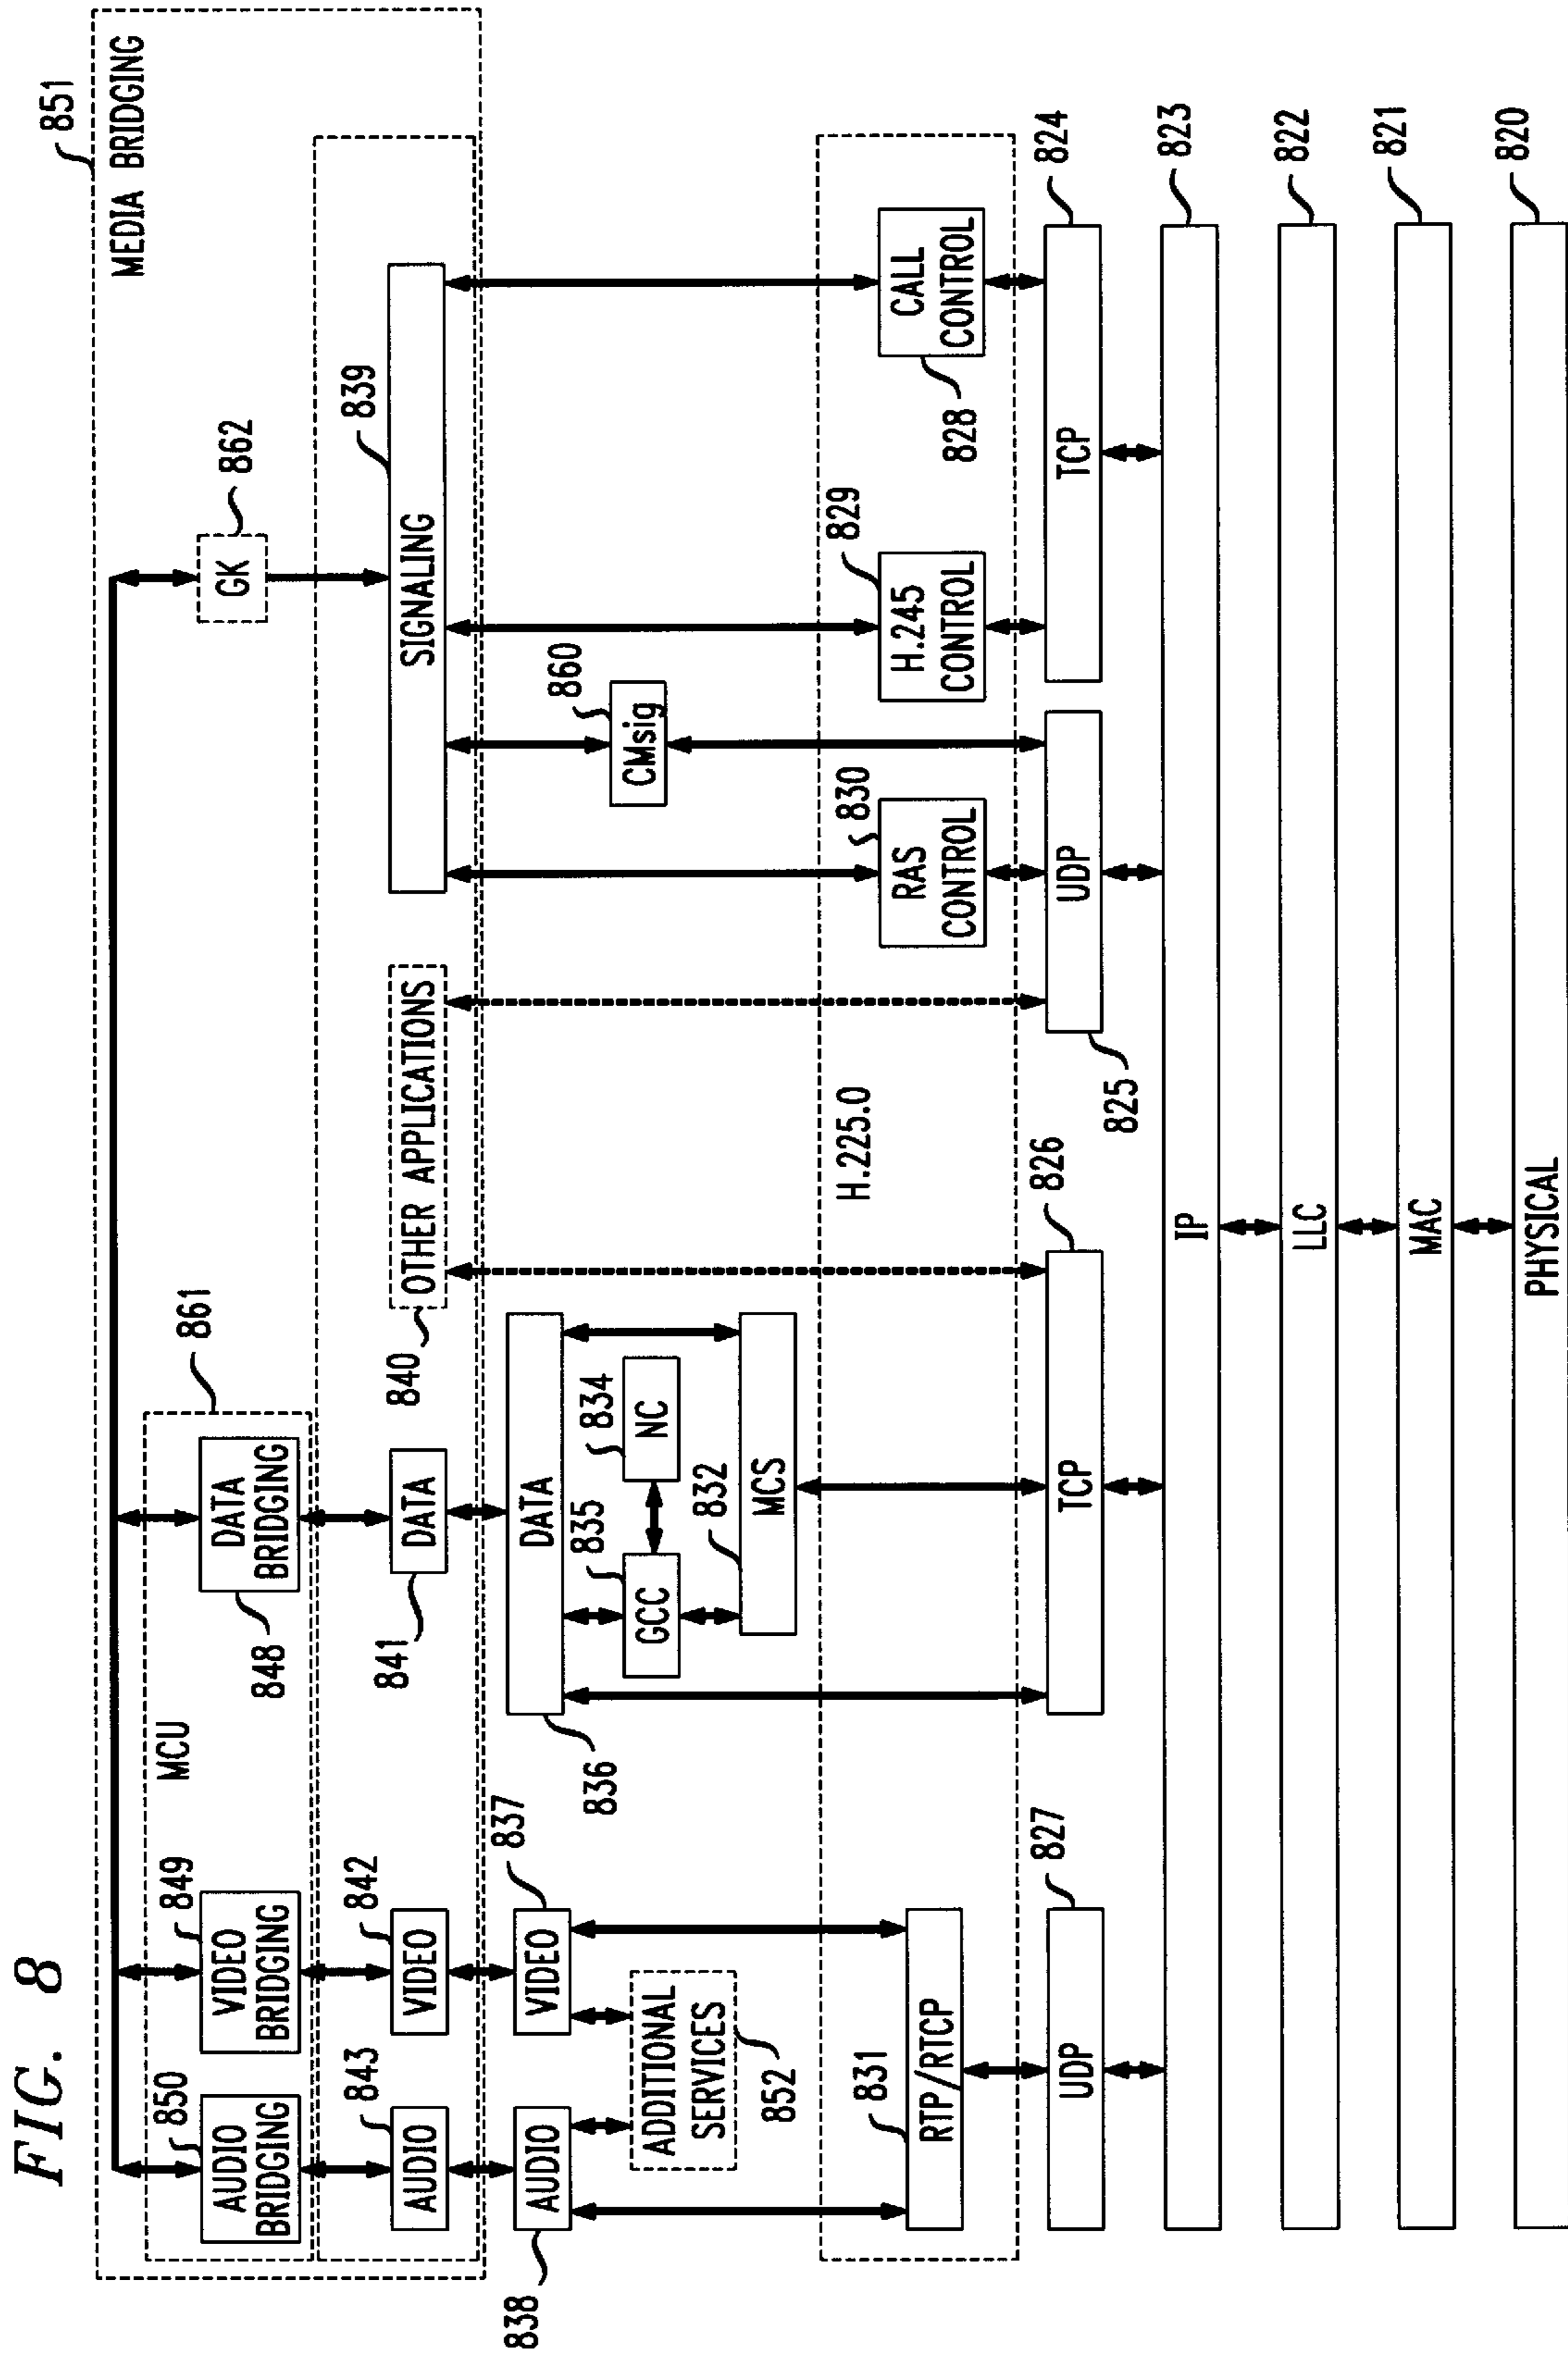 FIG. 8
851
MEDIA BRIDGING
862
GK
861
MCU
850
AUDIO
BRIDGING
849
VIDEO
BRIDGING
848
DATA
BRIDGING
843
AUDIO
842
VIDEO
841
DATA
840
OTHER APPLICATIONS
839
SIGNALING
838
AUDIO
837
VIDEO
836
DATA
852
ADDITIONAL
SERVICES
835
GCC
834
NC
832
MCS
860
CMsig
H.225.0
831
RTP/RTCP
830
RAS
CONTROL
829
H.245
CONTROL
828
CALL
CONTROL
827
UDP
826
TCP
825
UDP
824
TCP
823
IP
822
LLC
821
MAC
820
PHYSICAL